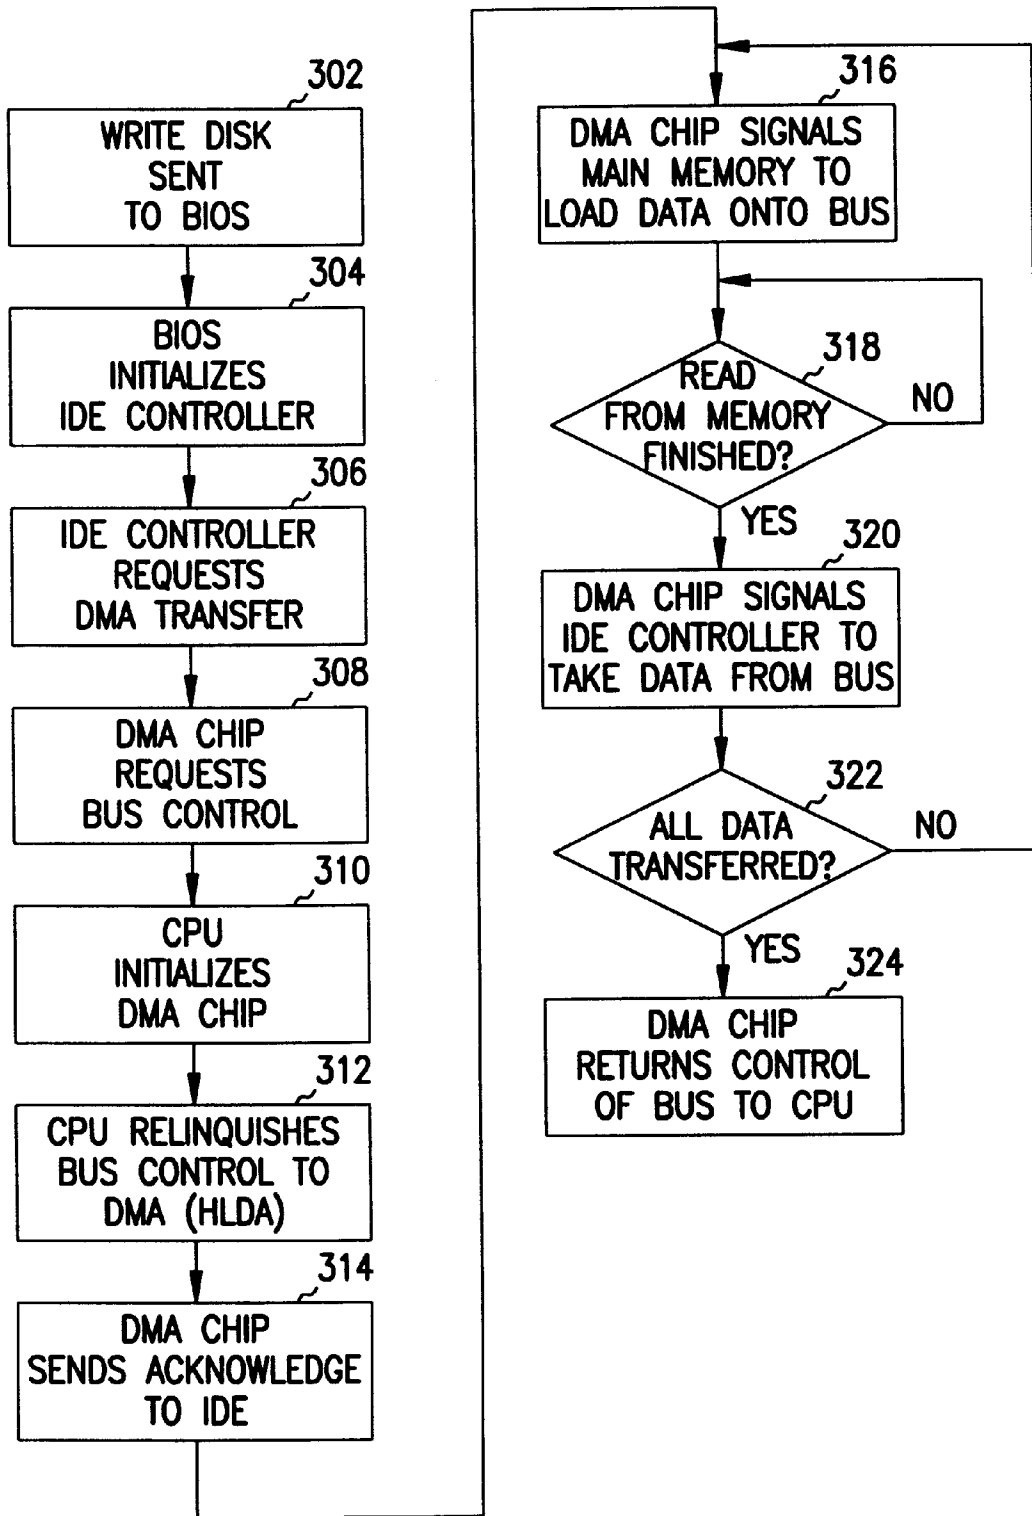 302
WRITE DISK
SENT
TO BIOS
304
BIOS
INITIALIZES
IDE CONTROLLER
306
IDE CONTROLLER
REQUESTS
DMA TRANSFER
308
DMA CHIP
REQUESTS
BUS CONTROL
310
CPU
INITIALIZES
DMA CHIP
312
CPU RELINQUISHES
BUS CONTROL TO
DMA (HLDA)
314
DMA CHIP
SENDS ACKNOWLEDGE
TO IDE
316
DMA CHIP SIGNALS
MAIN MEMORY TO
LOAD DATA ONTO BUS
318
READ
FROM MEMORY
FINISHED?
NO
YES
320
DMA CHIP SIGNALS
IDE CONTROLLER TO
TAKE DATA FROM BUS
322
ALL DATA
TRANSFERRED?
NO
YES
324
DMA CHIP
RETURNS CONTROL
OF BUS TO CPU